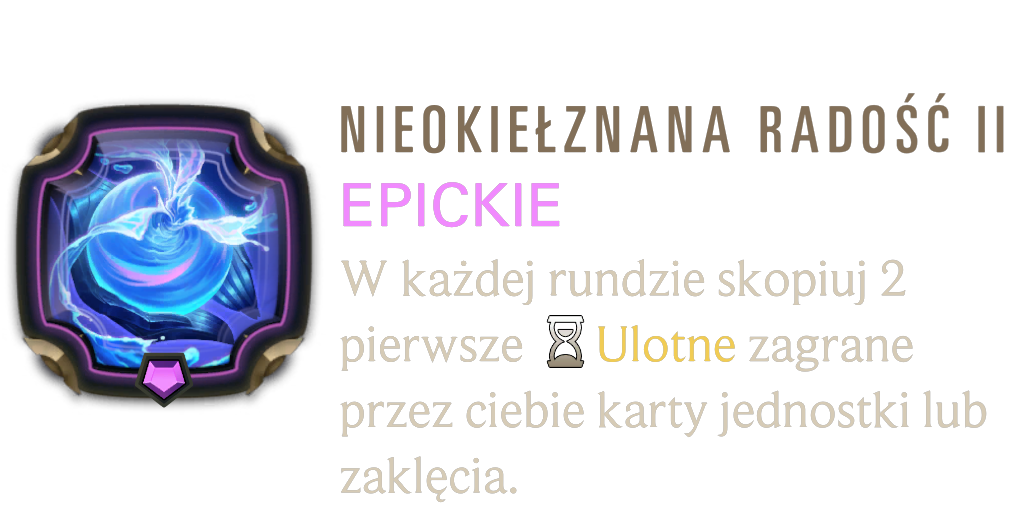 NIEOKIEŁZNANA RADOŚĆ II
EPICKIE
W każdej rundzie skopiuj 2
pierwsze Ulotne zagrane
przez ciebie karty jednostki lub
zaklęcia.